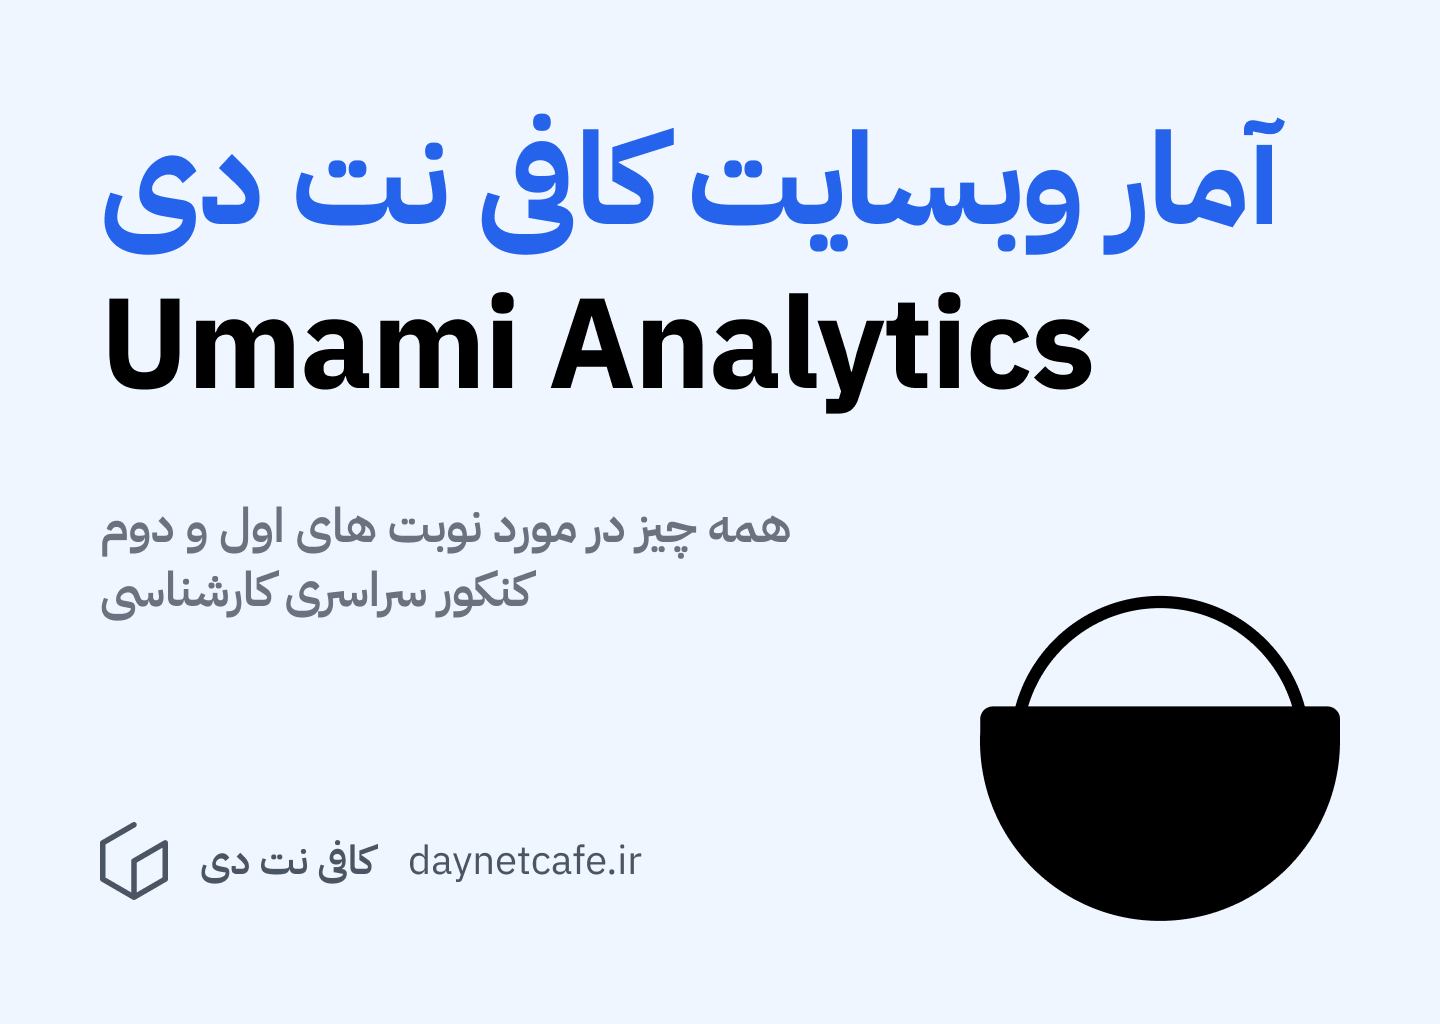 آمار وبسایت کافی نت دی
Umami Analytics
همه چیز در مورد نوبت های اول و دوم
کنکور سراسری کارشناسی
کافی نت دی daynetcafe.ir